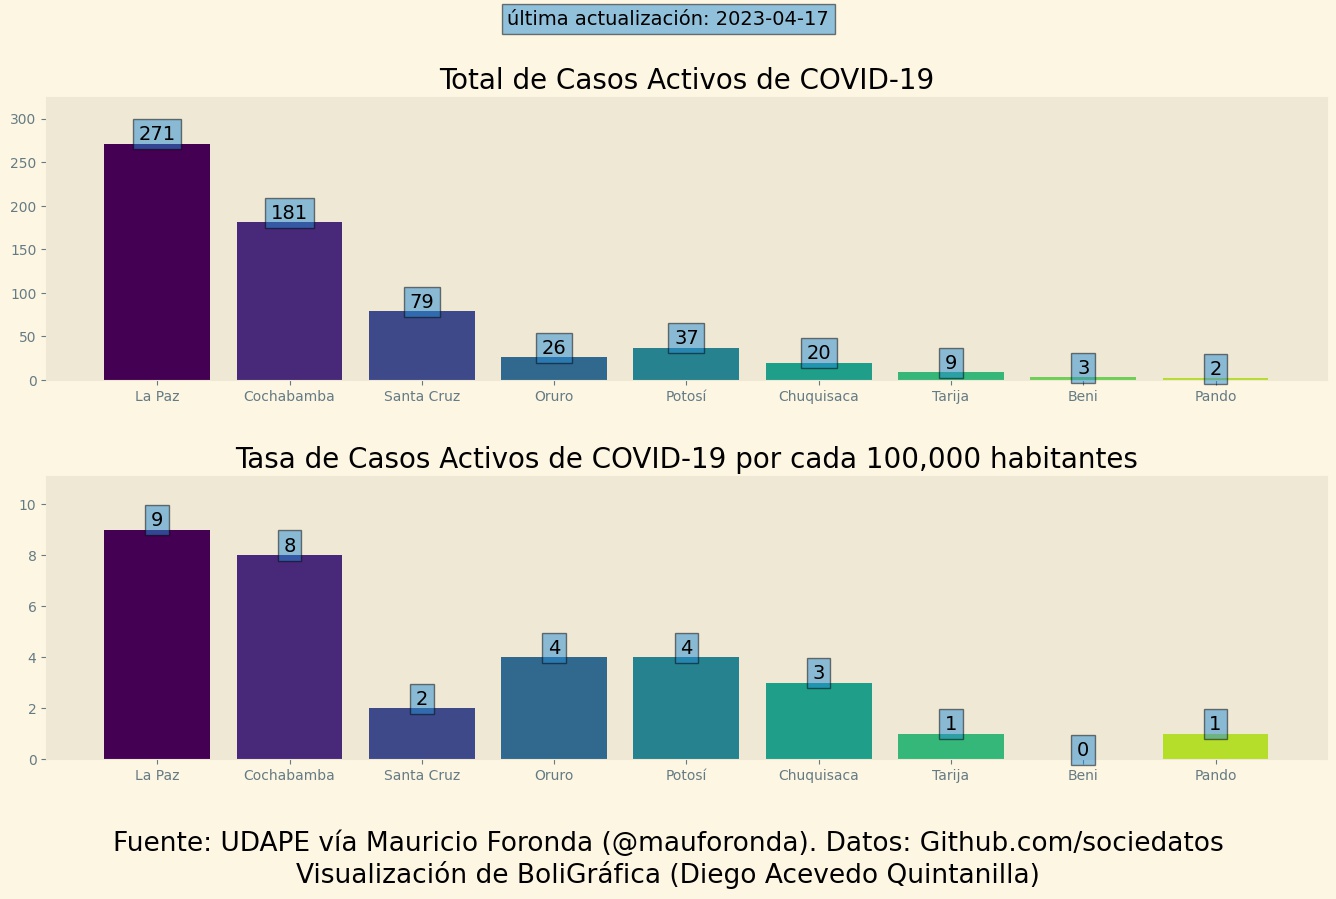 última actualización: 2023-04-17
Total de Casos Activos de COVID-19
300
250
200
150
100
50
0
271
181
79
26
37
20
9
3
2
La Paz
Cochabamba
Santa Cruz
Oruro
Potosí
Chuquisaca
Tarija
Beni
Pando
Tasa de Casos Activos de COVID-19 por cada 100,000 habitantes
10
8
6
4
2
0
9
8
2
4
4
3
1
0
1
La Paz
Cochabamba
Santa Cruz
Oruro
Potosí
Chuquisaca
Tarija
Beni
Pando
Fuente: UDAPE vía Mauricio Foronda (@mauforonda). Datos: Github.com/sociedatos
Visualización de BoliGráfica (Diego Acevedo Quintanilla)